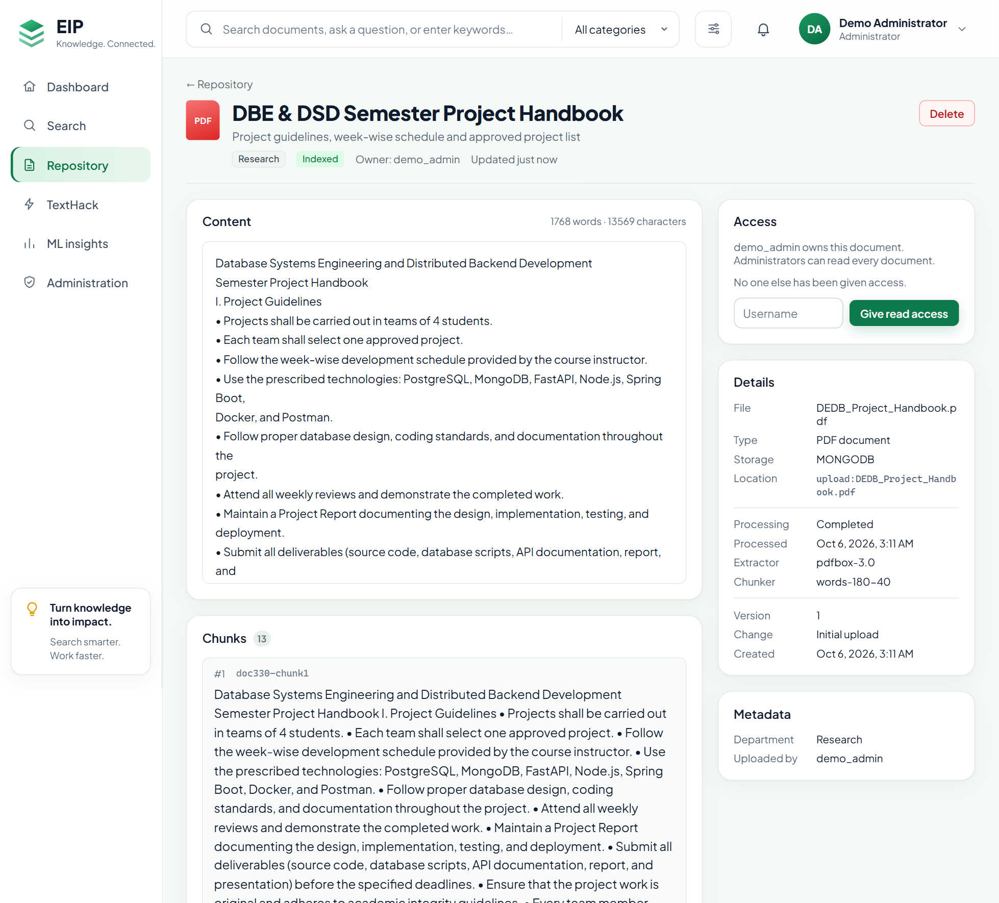 EIP
Knowledge. Connected.
Dashboard
Search
Repository
TextHack
ML insights
Administration
Turn knowledge
into impact.
Search smarter.
Work faster.
Search documents, ask a question, or enter keywords...
All categories
DA
Demo Administrator
Administrator
← Repository
PDF
DBE & DSD Semester Project Handbook
Project guidelines, week-wise schedule and approved project list
Research
Indexed
Owner: demo_admin
Updated just now
Delete
Content
1768 words · 13569 characters
Database Systems Engineering and Distributed Backend Development
Semester Project Handbook
I. Project Guidelines
• Projects shall be carried out in teams of 4 students.
• Each team shall select one approved project.
• Follow the week-wise development schedule provided by the course instructor.
• Use the prescribed technologies: PostgreSQL, MongoDB, FastAPI, Node.js, Spring
Boot,
Docker, and Postman.
• Follow proper database design, coding standards, and documentation throughout
the
project.
• Attend all weekly reviews and demonstrate the completed work.
• Maintain a Project Report documenting the design, implementation, testing, and
deployment.
• Submit all deliverables (source code, database scripts, API documentation, report,
and
Chunks 13
#1 doc330-chunk1
Database Systems Engineering and Distributed Backend Development
Semester Project Handbook I. Project Guidelines • Projects shall be carried out
in teams of 4 students. • Each team shall select one approved project. • Follow
the week-wise development schedule provided by the course instructor. • Use
the prescribed technologies: PostgreSQL, MongoDB, FastAPI, Node.js, Spring
Boot, Docker, and Postman. • Follow proper database design, coding
standards, and documentation throughout the project. • Attend all weekly
reviews and demonstrate the completed work. • Maintain a Project Report
documenting the design, implementation, testing, and deployment. • Submit all
deliverables (source code, database scripts, API documentation, report, and
presentation) before the specified deadlines. • Ensure that the project work is
original and adheres to academic integrity guidelines. • Every team member
Access
demo_admin owns this document.
Administrators can read every document.
No one else has been given access.
Username
Give read access
Details
File DEDB_Project_Handbook.p
df
Type PDF document
Storage MONGODB
Location upload:DEDB_Project_Handb
ook.pdf
Processing Completed
Processed Oct 6, 2026, 3:11 AM
Extractor pdfbox-3.0
Chunker words-180-40
Version 1
Change Initial upload
Created Oct 6, 2026, 3:11 AM
Metadata
Department Research
Uploaded by demo_admin